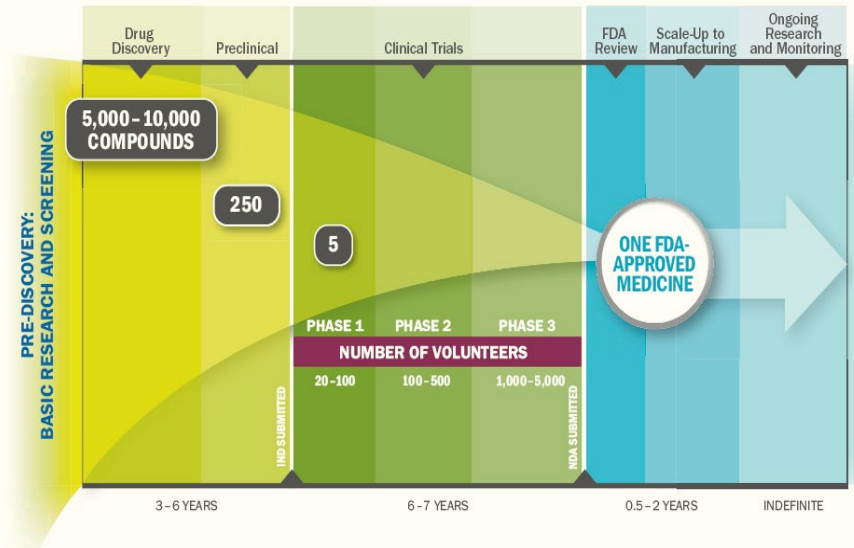 Drug
Discovery
Preclinical
Clinical Trials
FDA
Review
Scale-Up to
Manufacturing
Ongoing
Research
and Monitoring
PRE-DISCOVERY:
BASIC RESEARCH AND SCREENING
5,000–10,000
COMPOUNDS
250
5
ONE FDA-
APPROVED
MEDICINE
PHASE 1
PHASE 2
PHASE 3
NUMBER OF VOLUNTEERS
20–100
100–500
1,000–5,000
IND SUBMITTED
NDA SUBMITTED
3–6 YEARS
6–7 YEARS
0.5–2 YEARS
INDEFINITE